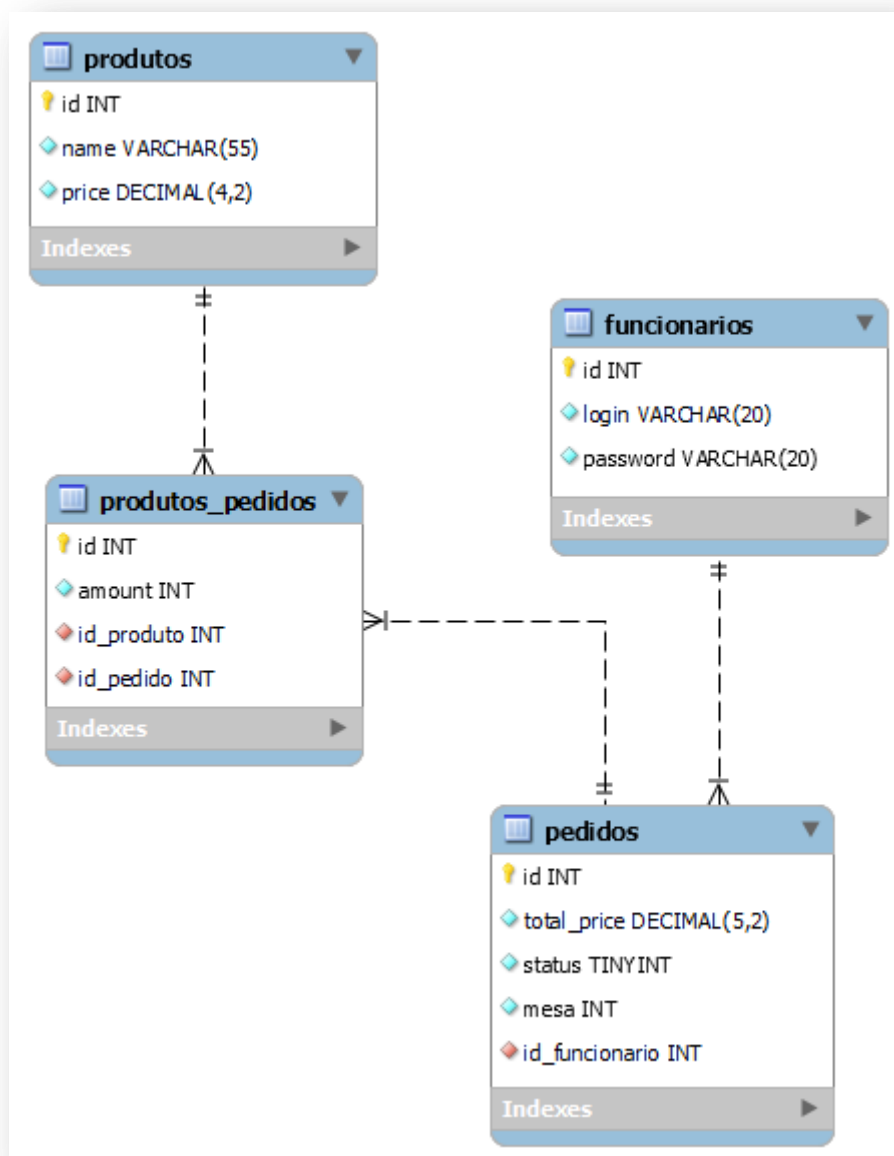 produtos
id INT
name VARCHAR(55)
price DECIMAL(4,2)
Indexes
funcionarios
id INT
login VARCHAR(20)
password VARCHAR(20)
Indexes
produtos_pedidos
id INT
amount INT
id_produto INT
id_pedido INT
Indexes
pedidos
id INT
total_price DECIMAL(5,2)
status TINYINT
mesa INT
id_funcionario INT
Indexes